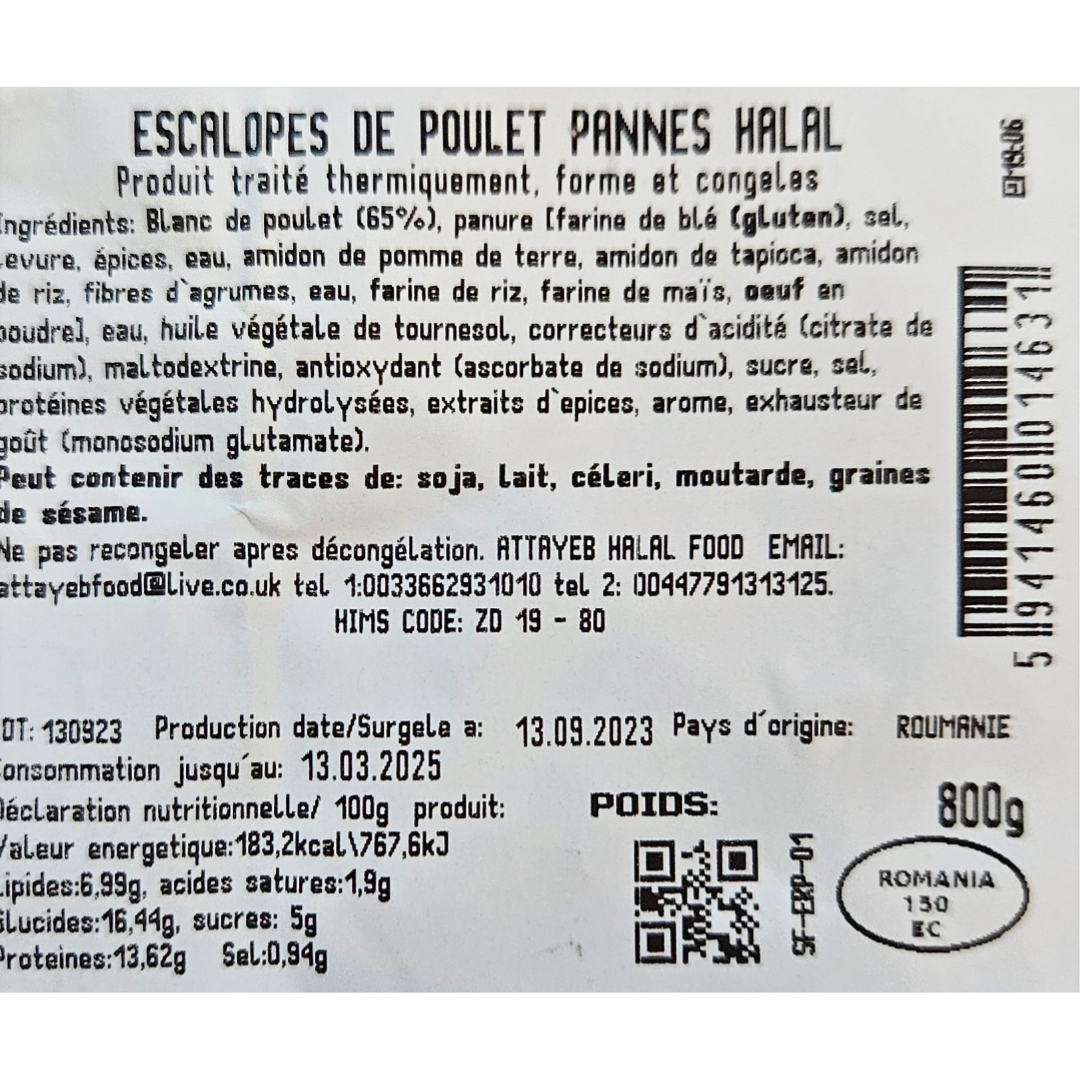 ESCALOPES DE POULET PANNES HALAL
Produit traité thermiquement, forme et congeles
Ingrédients: Blanc de poulet (65%), panure [farine de blé (gluten), sel,
levure, épices, eau, amidon de pomme de terre, amidon de tapioca, amidon
de riz, fibres d`agrumes, eau, farine de riz, farine de maïs, oeuf en
poudre], eau, huile végétale de tournesol, correcteurs d`acidité (citrate de
sodium), maltodextrine, antioxydant (ascorbate de sodium), sucre, sel,
protéines végétales hydrolysées, extraits d`epices, arome, exhausteur de
goût (monosodium glutamate).
Peut contenir des traces de: soja, lait, céleri, moutarde, graines
de sésame.
Ne pas recongeler apres décongélation. ATTAYEB HALAL FOOD EMAIL:
attayebfood@live.co.uk tel 1:0033662931010 tel 2: 00447791313125.
HIMS CODE: ZD 19 - 80
LOT: 130923 Production date/Surgele a: 13.09.2023 Pays d´origine: ROUMANIE
Consommation jusqu´au: 13.03.2025
Déclaration nutritionnelle/ 100g produit:
Valeur energetique:183,2kcal\767,6kJ
Lipides:6,99g, acides satures:1,9g
Glucides:16,44g, sucres: 5g
Proteines:13,62g Sel:0,94g
POIDS: 800g
ROMANIA
150
EC
5 941460 014631